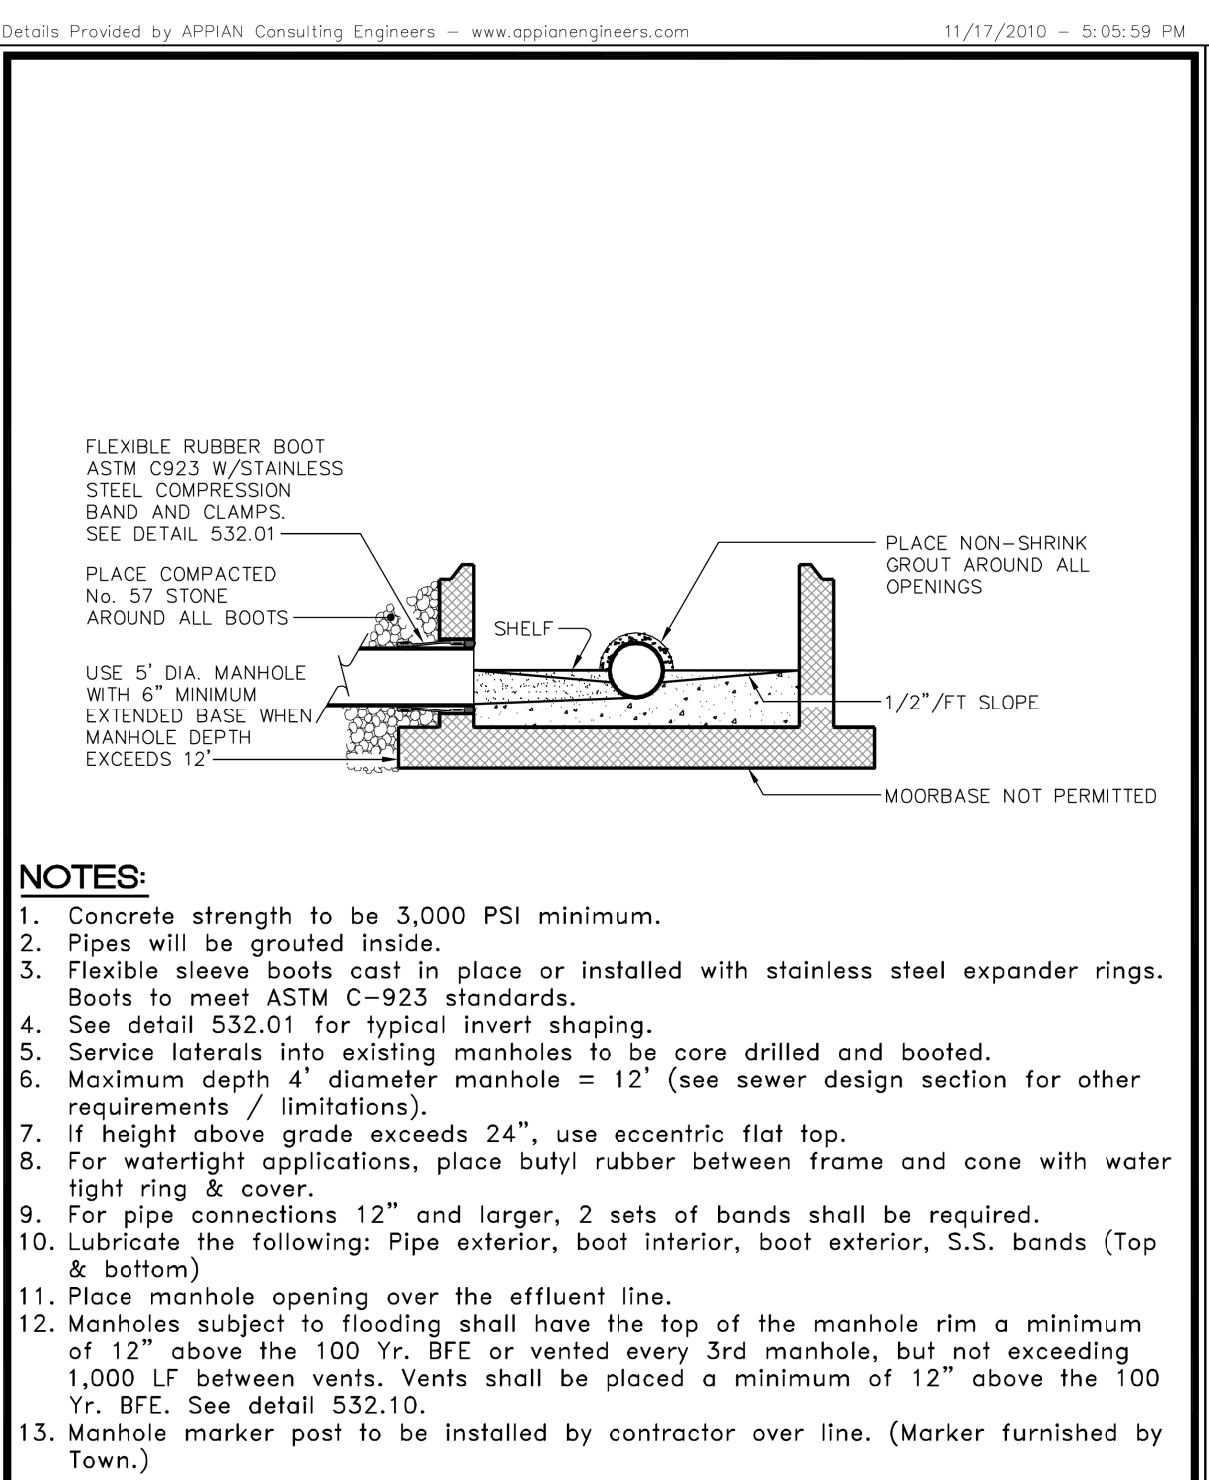 Details Provided by APPIAN Consulting Engineers – www.appianengineers.com
11/17/2010 – 5:05:59 PM
FLEXIBLE RUBBER BOOT
ASTM C923 W/STAINLESS
STEEL COMPRESSION
BAND AND CLAMPS.
SEE DETAIL 532.01
PLACE COMPACTED
No. 57 STONE
AROUND ALL BOOTS
USE 5' DIA. MANHOLE
WITH 6" MINIMUM
EXTENDED BASE WHEN
MANHOLE DEPTH
EXCEEDS 12'
SHELF
PLACE NON–SHRINK
GROUT AROUND ALL
OPENINGS
1/2"/FT SLOPE
MOORBASE NOT PERMITTED
NOTES:
1. Concrete strength to be 3,000 PSI minimum.
2. Pipes will be grouted inside.
3. Flexible sleeve boots cast in place or installed with stainless steel expander rings.
Boots to meet ASTM C–923 standards.
4. See detail 532.01 for typical invert shaping.
5. Service laterals into existing manholes to be core drilled and booted.
6. Maximum depth 4' diameter manhole = 12' (see sewer design section for other
requirements / limitations).
7. If height above grade exceeds 24", use eccentric flat top.
8. For watertight applications, place butyl rubber between frame and cone with water
tight ring & cover.
9. For pipe connections 12" and larger, 2 sets of bands shall be required.
10. Lubricate the following: Pipe exterior, boot interior, boot exterior, S.S. bands (Top
& bottom)
11. Place manhole opening over the effluent line.
12. Manholes subject to flooding shall have the top of the manhole rim a minimum
of 12" above the 100 Yr. BFE or vented every 3rd manhole, but not exceeding
1,000 LF between vents. Vents shall be placed a minimum of 12" above the 100
Yr. BFE. See detail 532.10.
13. Manhole marker post to be installed by contractor over line. (Marker furnished by
Town.)